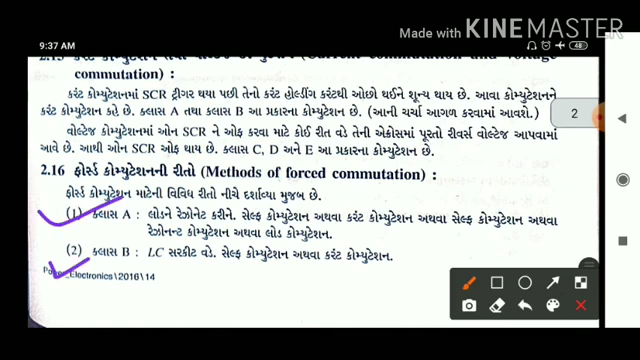 Made with KINEMASTER
9:37 AM
48
commutation) :
કરંટ કોમ્યુટેશનમાં SCR ટ્રીગર થયા પછી તેનો કરંટ હોલ્ડીંગ કરંટથી ઓછો થઈને શૂન્ય થાય છે. આવા કોમ્યુટેશનને
કરંટ કોમ્યુટેશન કહે છે. ક્લાસ A તથા ક્લાસ B આ પ્રકારના કોમ્યુટેશન છે. (આની ચર્ચા આગળ કરવામાં આવશે).
2
વોલ્ટેજ કોમ્યુટેશનમાં ઓન SCR ને ઓફ કરવા માટે કોઈ રીત વડે તેની એક્રોસમાં પૂરતો રીવર્સ વોલ્ટેજ આપવામાં
આવે છે. આથી ઓન SCR ઓફ થાય છે. ક્લાસ C, D અને E આ પ્રકારના કોમ્યુટેશન છે.
2.16 ફોર્સ્ડ કોમ્યુટેશનની રીતો (Methods of forced commutation) :
ફોર્સ્ડ કોમ્યુટેશન માટેની વિવિધ રીતો નીચે દર્શાવ્યા મુજબ છે.
(1) ક્લાસ A : લોડને રેઝોનેટ કરીને. સેલ્ફ કોમ્યુટેશન અથવા કરંટ કોમ્યુટેશન અથવા સેલ્ફ કોમ્યુટેશન અથવા
રેઝોનન્ટ કોમ્યુટેશન અથવા લોડ કોમ્યુટેશન.
(2) ક્લાસ B : LC સરકીટ વડે. સેલ્ફ કોમ્યુટેશન અથવા કરંટ કોમ્યુટેશન.
Power Electronics\2016\14